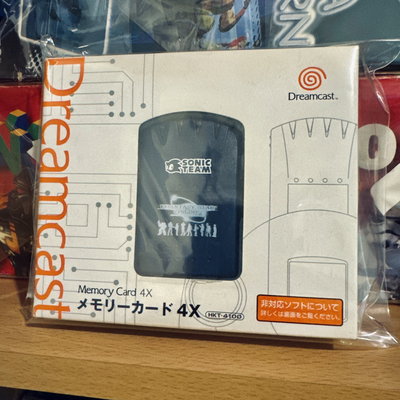 Dreamcast
Dreamcast™
SONIC
TEAM
Memory Card 4X
メモリーカード 4X
HKT-4100
非対応ソフトについて
詳しくは裏面をご覧ください。